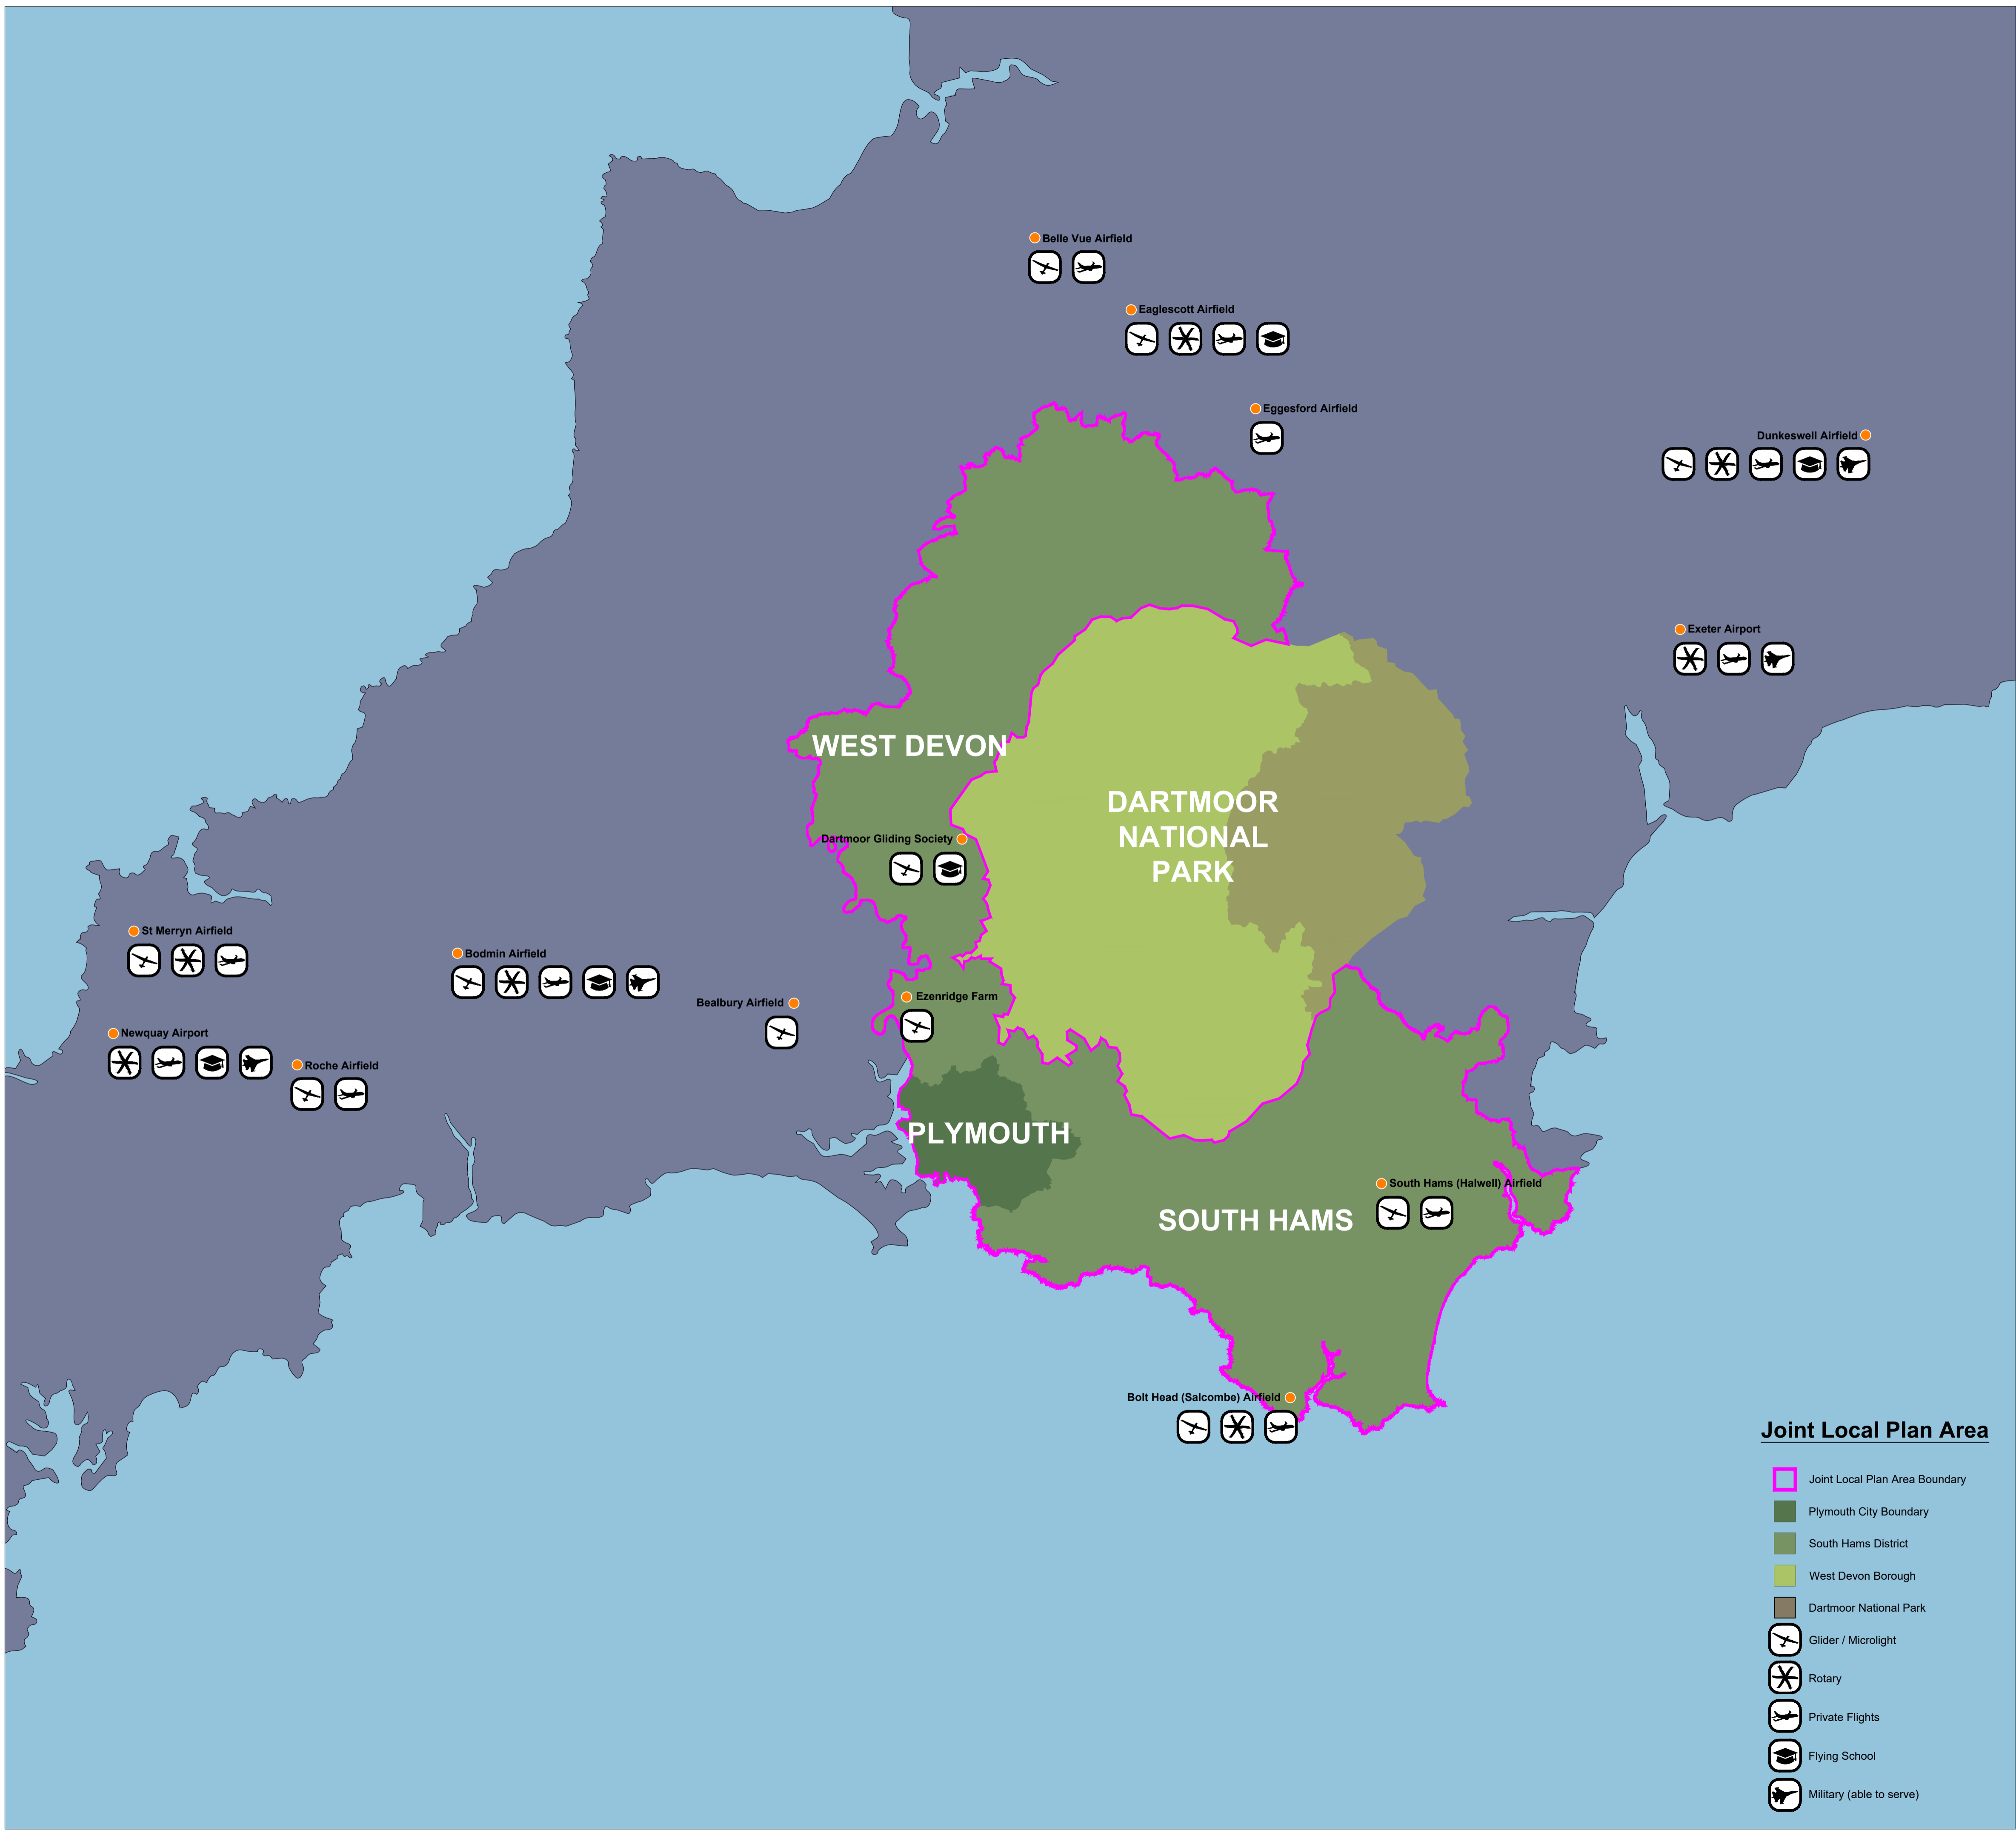 Belle Vue Airfield
Eaglescott Airfield
Eggesford Airfield
Dunkeswell Airfield
Exeter Airport
WEST DEVON
DARTMOOR
NATIONAL
PARK
Dartmoor Gliding Society
St Merryn Airfield
Bodmin Airfield
Bealbury Airfield
Ezenridge Farm
Newquay Airport
Roche Airfield
PLYMOUTH
South Hams (Halwell) Airfield
SOUTH HAMS
Bolt Head (Salcombe) Airfield
Joint Local Plan Area
Joint Local Plan Area Boundary
Plymouth City Boundary
South Hams District
West Devon Borough
Dartmoor National Park
Glider / Microlight
Rotary
Private Flights
Flying School
Military (able to serve)